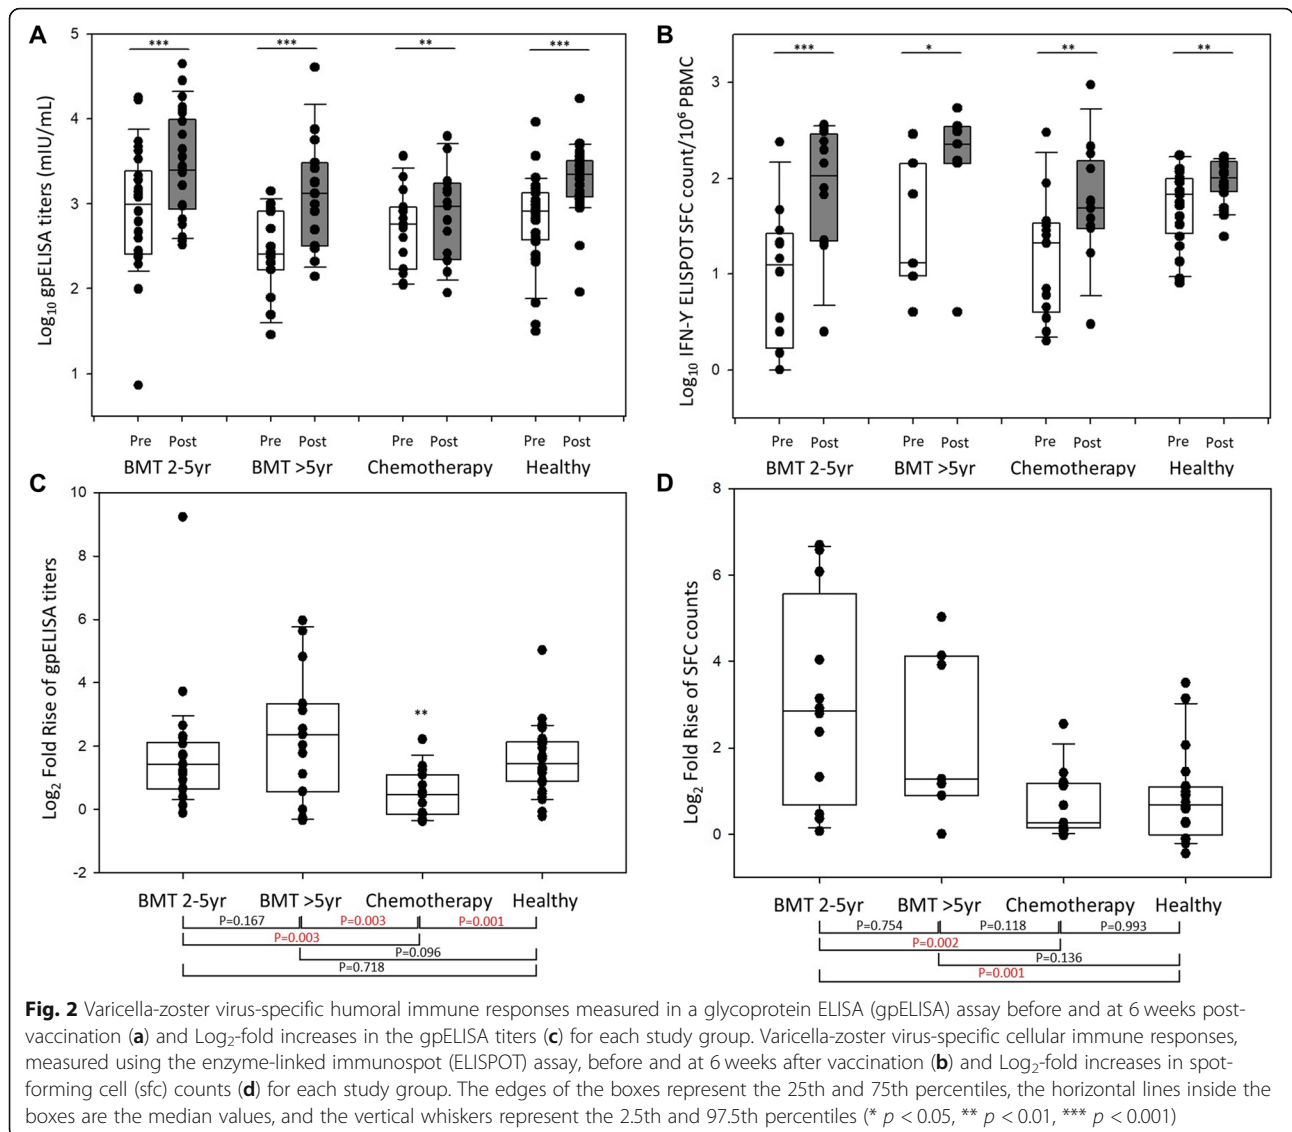 A
B
5
4
3
2
1
Log10 gpELISA titers (mIU/mL)
*** *** ** ***
Pre Post Pre Post Pre Post Pre Post
BMT 2-5yr BMT >5yr Chemotherapy Healthy
3
2
1
0
Log10 IFN-Y ELISPOT SFC count/10⁶ PBMC
*** * ** **
Pre Post Pre Post Pre Post Pre Post
BMT 2-5yr BMT >5yr Chemotherapy Healthy
C
10
8
6
4
2
0
-2
Log2 Fold Rise of gpELISA titers
**
BMT 2-5yr BMT >5yr Chemotherapy Healthy
P=0.167 P=0.003 P=0.001
P=0.003
P=0.096
P=0.718
D
8
6
4
2
0
Log2 Fold Rise of SFC counts
BMT 2-5yr BMT >5yr Chemotherapy Healthy
P=0.754 P=0.118 P=0.993
P=0.002
P=0.136
P=0.001
Fig. 2 Varicella-zoster virus-specific humoral immune responses measured in a glycoprotein ELISA (gpELISA) assay before and at 6 weeks post-
vaccination (a) and Log2-fold increases in the gpELISA titers (c) for each study group. Varicella-zoster virus-specific cellular immune responses,
measured using the enzyme-linked immunospot (ELISPOT) assay, before and at 6 weeks after vaccination (b) and Log2-fold increases in spot-
forming cell (sfc) counts (d) for each study group. The edges of the boxes represent the 25th and 75th percentiles, the horizontal lines inside the
boxes are the median values, and the vertical whiskers represent the 2.5th and 97.5th percentiles (* p < 0.05, ** p < 0.01, *** p < 0.001)